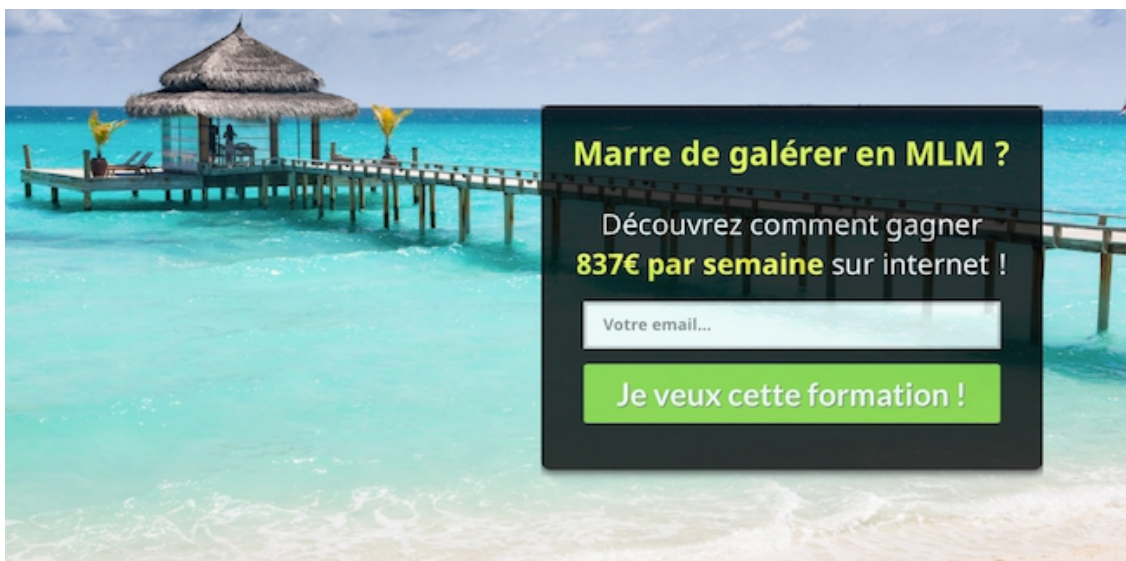 Marre de galérer en MLM ?
Découvrez comment gagner
837€ par semaine sur internet !
Votre email...
Je veux cette formation !